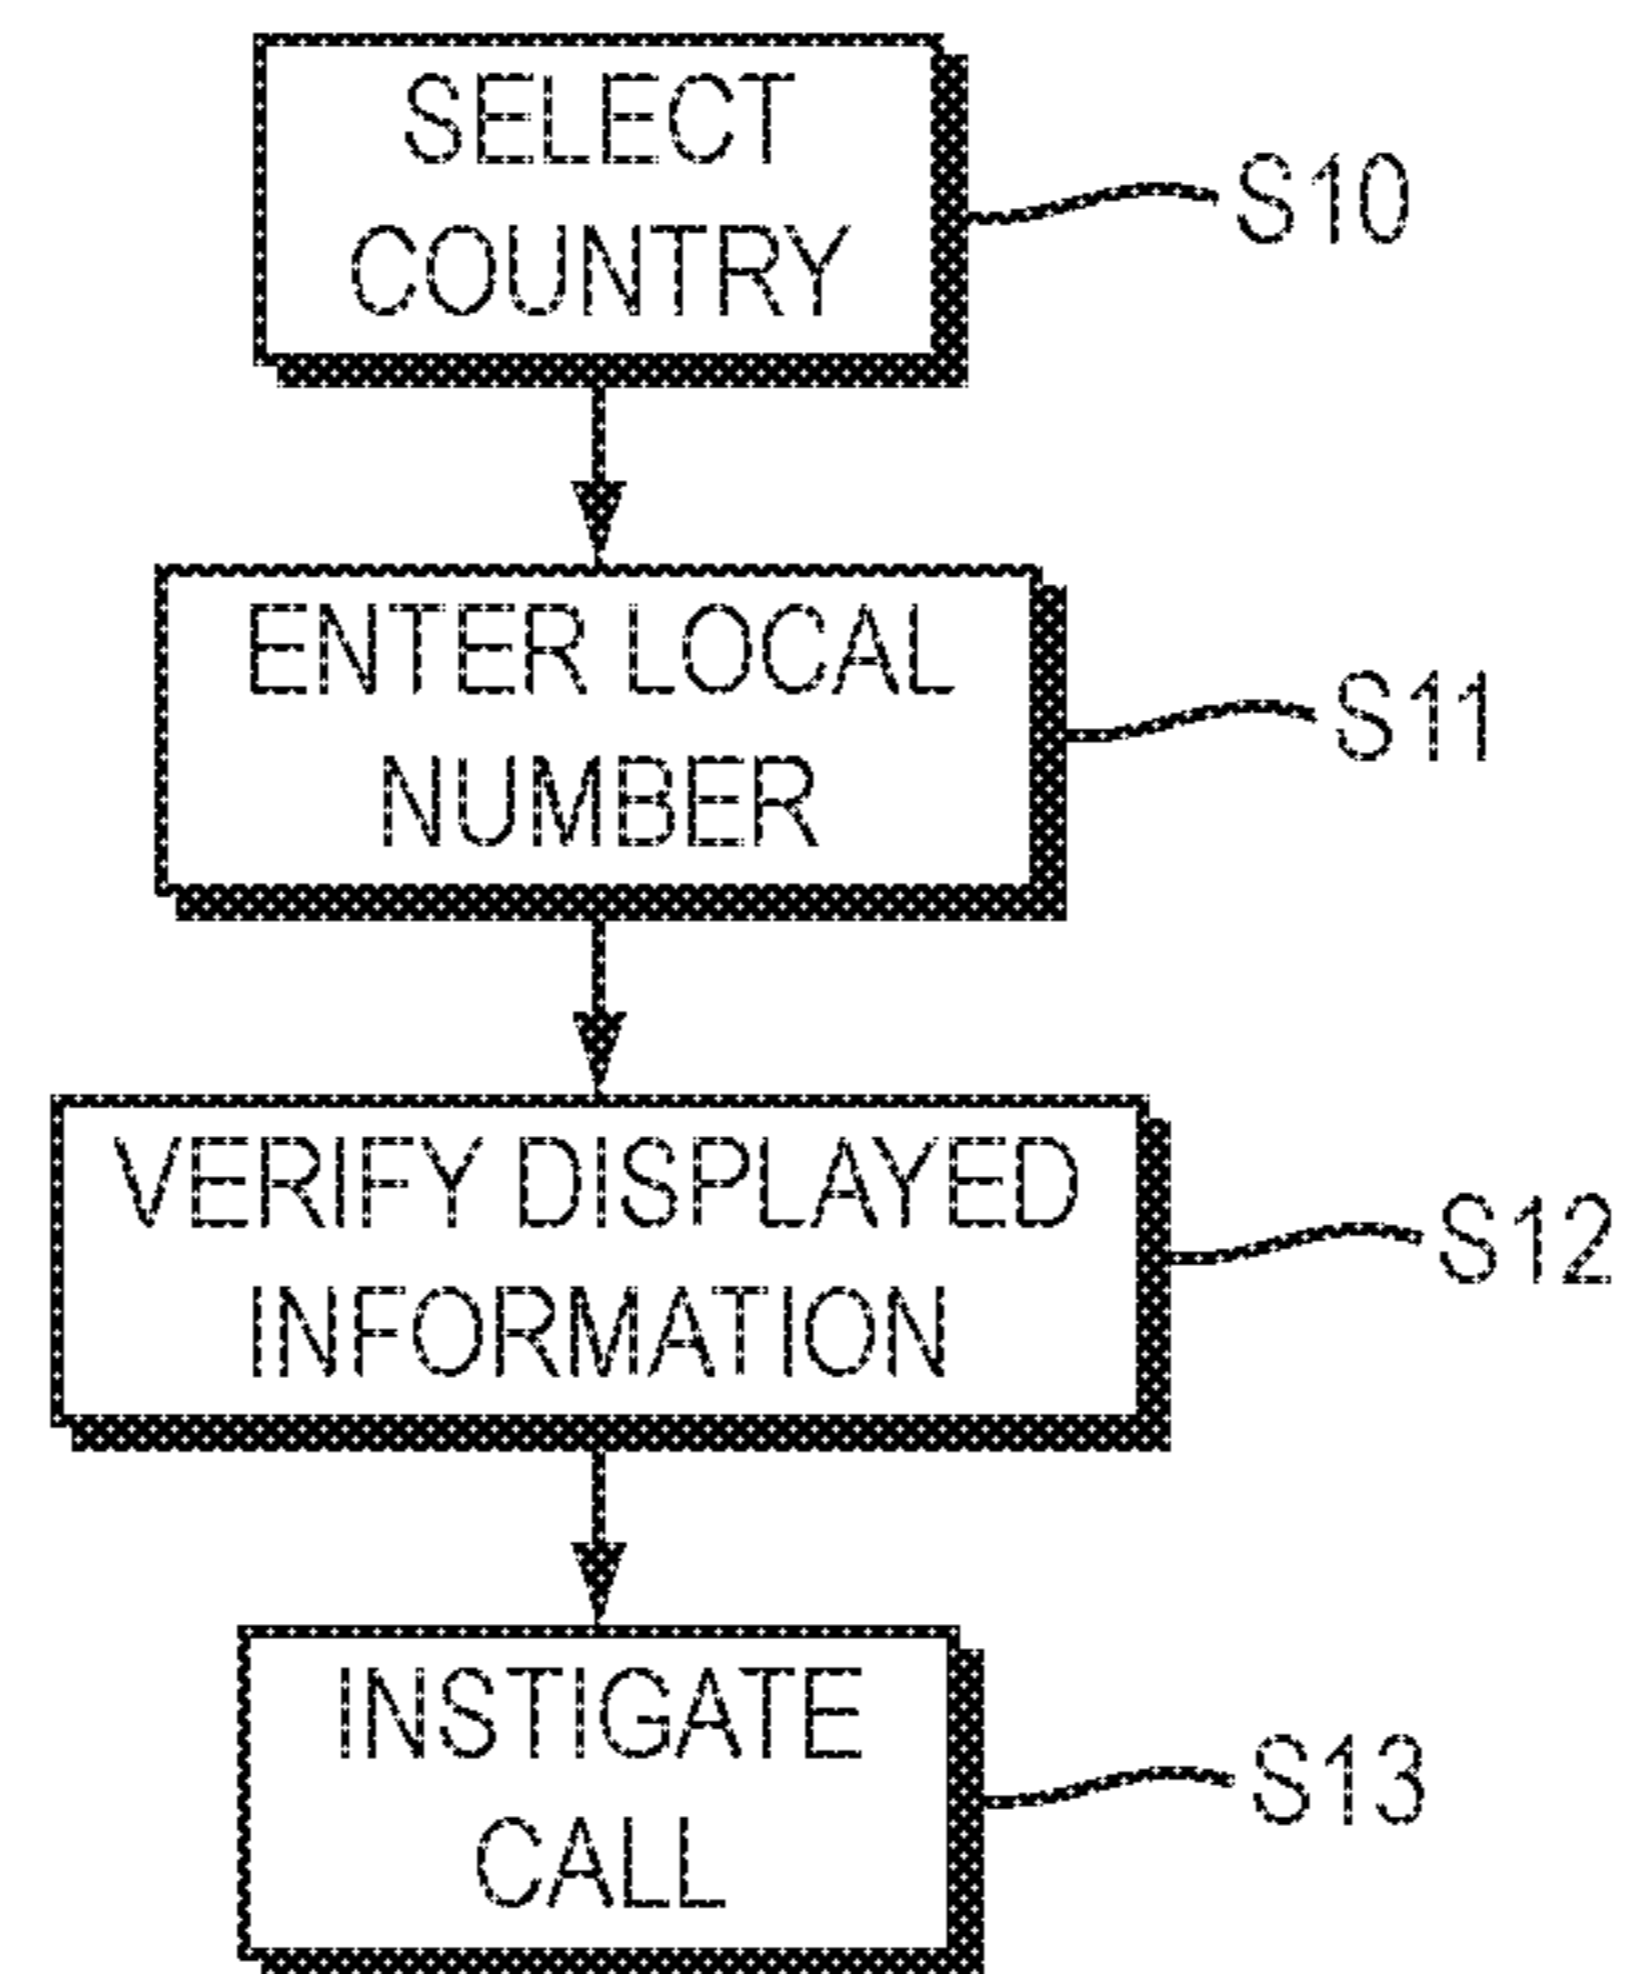 SELECT
COUNTRY
S10
ENTER LOCAL
NUMBER
S11
VERIFY DISPLAYED
INFORMATION
S12
INSTIGATE
CALL
S13